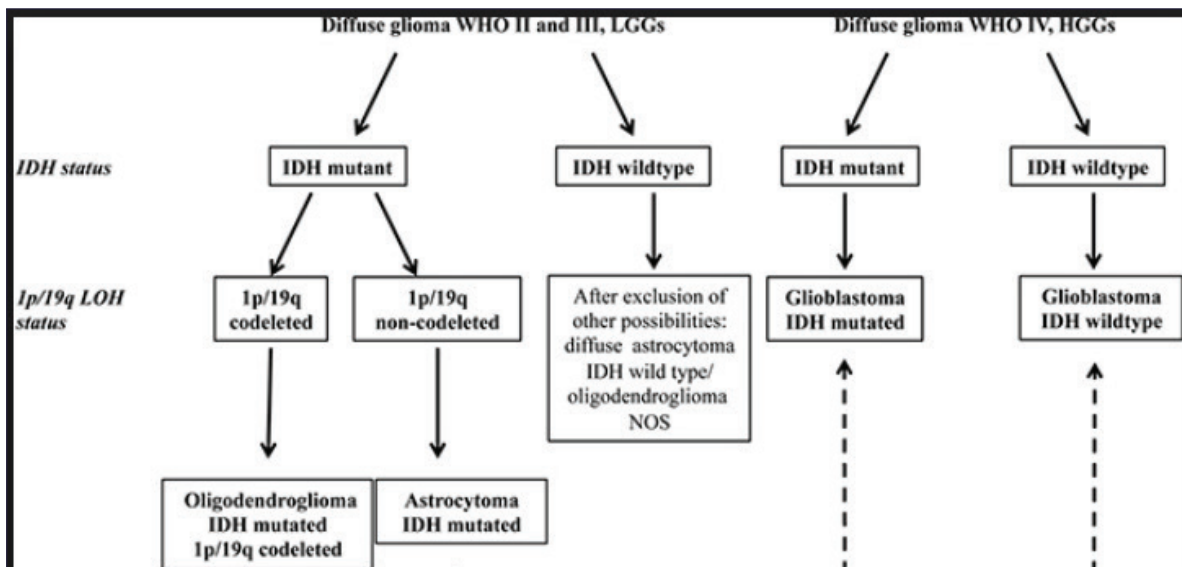 Diffuse glioma WHO II and III, LGGs
Diffuse glioma WHO IV, HGGs
IDH status
IDH mutant
IDH wildtype
IDH mutant
IDH wildtype
1p/19q LOH
status
1p/19q
codeleted
1p/19q
non-codeleted
After exclusion of
other possibilities:
diffuse astrocytoma
IDH wild type/
oligodendroglioma
NOS
Glioblastoma
IDH mutated
Glioblastoma
IDH wildtype
Oligodendroglioma
IDH mutated
1p/19q codeleted
Astrocytoma
IDH mutated